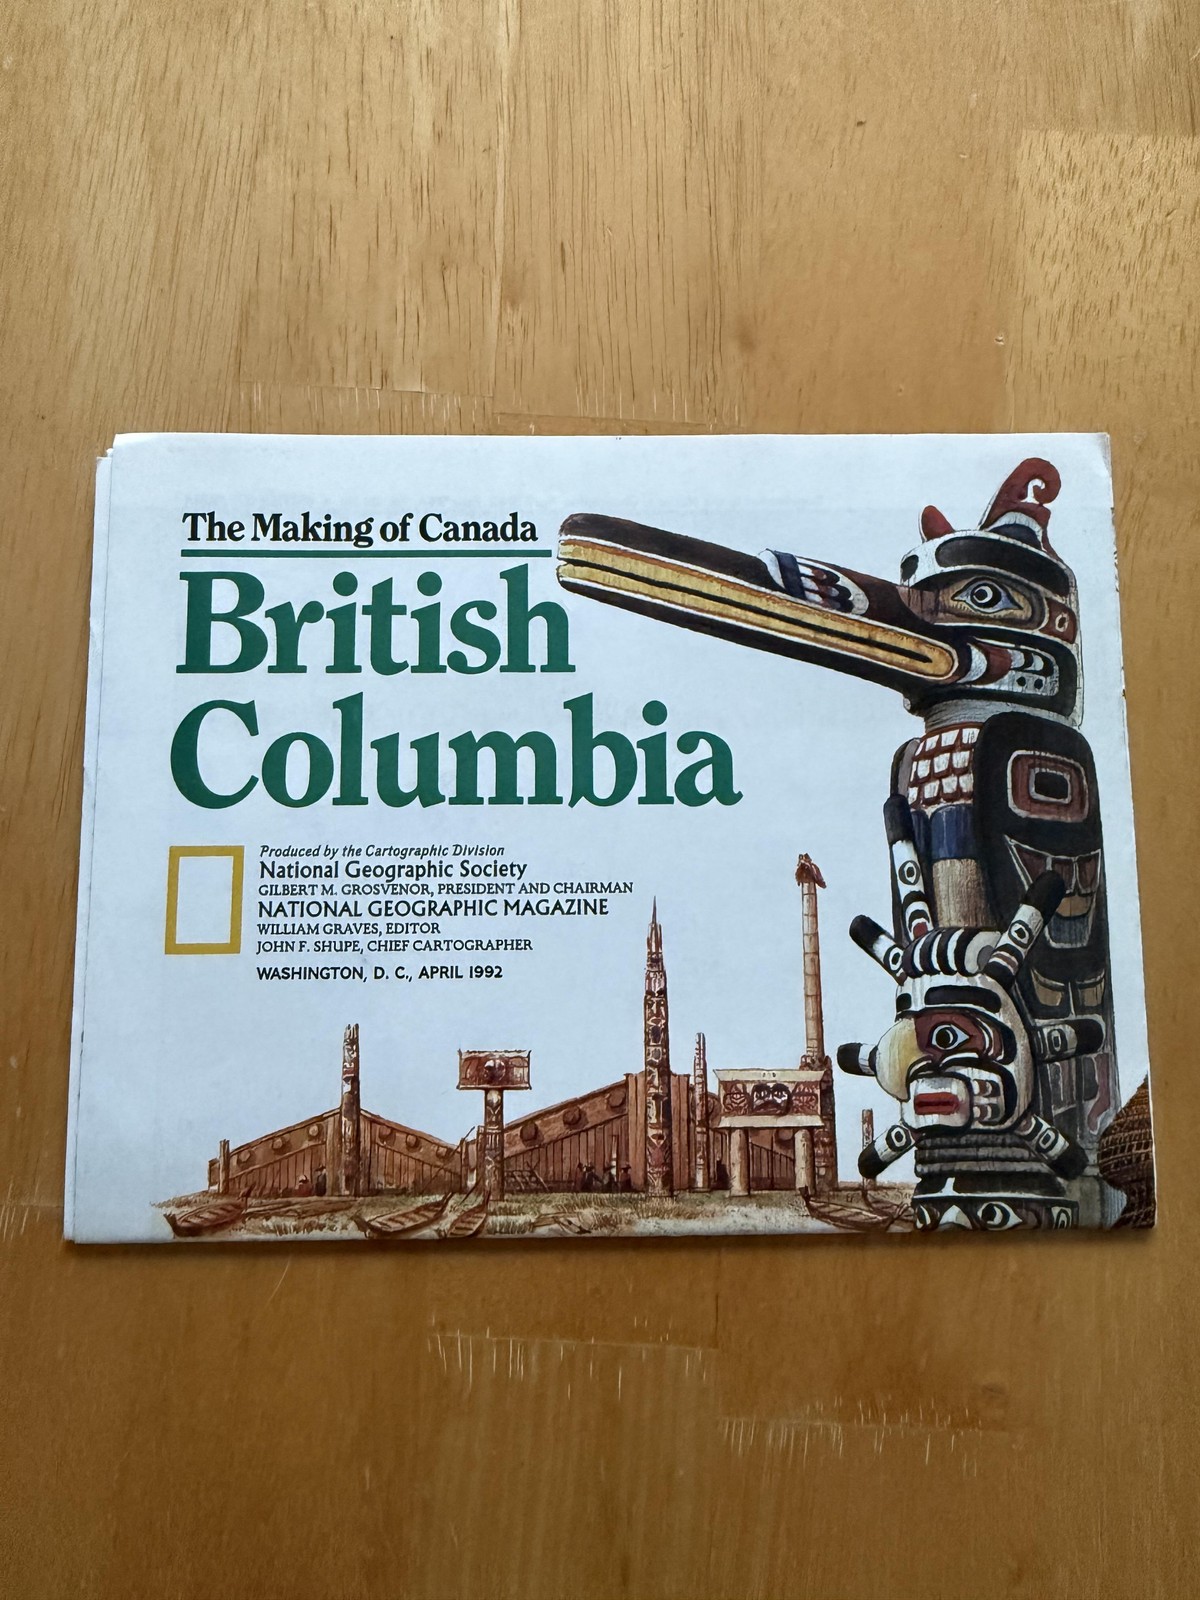 The Making of Canada
British
Columbia
Produced by the Cartographic Division
National Geographic Society
GILBERT M. GROSVENOR, PRESIDENT AND CHAIRMAN
NATIONAL GEOGRAPHIC MAGAZINE
WILLIAM GRAVES, EDITOR
JOHN F. SHUPE, CHIEF CARTOGRAPHER
WASHINGTON, D. C., APRIL 1992